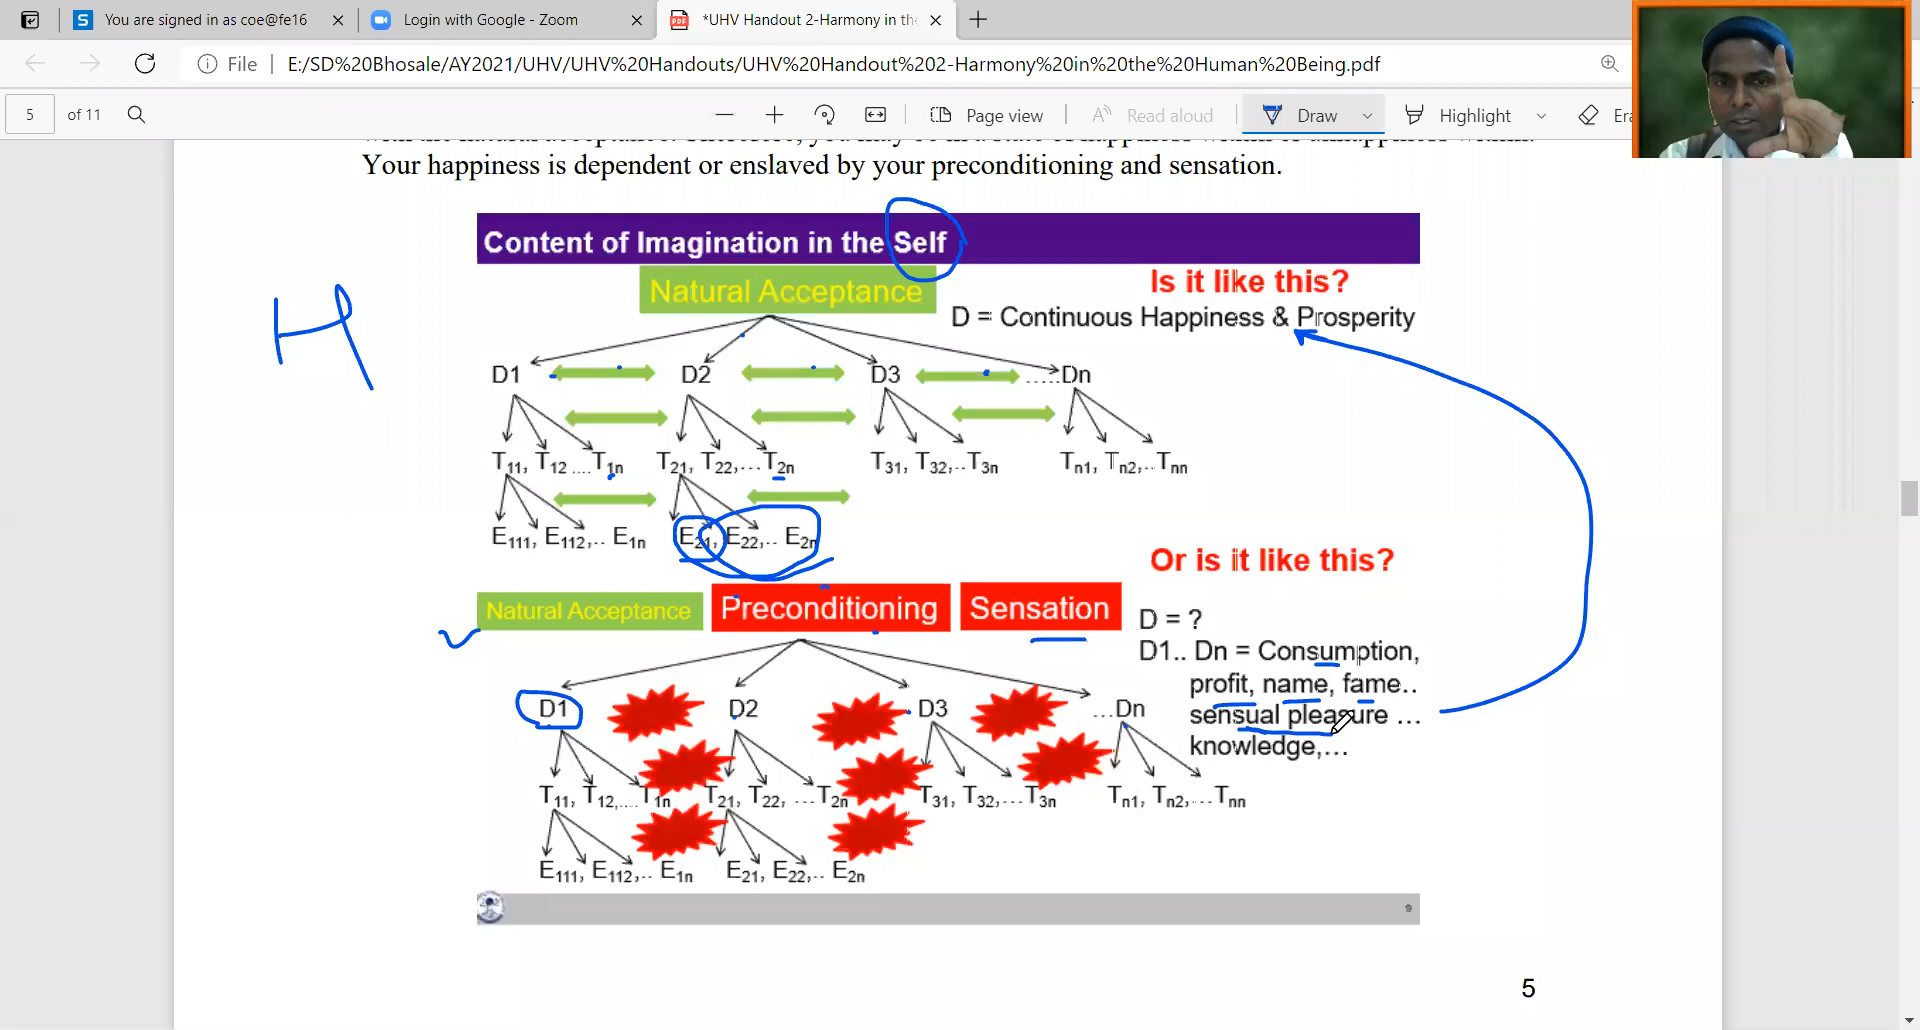 You are signed in as coe@fe16
Login with Google - Zoom
*UHV Handout 2-Harmony in the
File
E:/SD%20Bhosale/AY2021/UHV/UHV%20Handouts/UHV%20Handout%202-Harmony%20in%20the%20Human%20Being.pdf
5 of 11
Page view
Read aloud
Draw
Highlight
Era
Your happiness is dependent or enslaved by your preconditioning and sensation.
Content of Imagination in the Self
Natural Acceptance
Is it like this?
D = Continuous Happiness & Prosperity
D1 D2 D3 .....Dn
T11, T12 ....T1n T21, T22,...T2n T31, T32,..T3n Tn1, Tn2,..Tnn
E111, E112,.. E1n E21, E22,.. E2n
Or is it like this?
Natural Acceptance Preconditioning Sensation
D = ?
D1.. Dn = Consumption,
profit, name, fame..
sensual pleasure ...
knowledge,...
D1 D2 D3 ...Dn
T11, T12,....T1n T21, T22, ...T2n T31, T32,...T3n Tn1, Tn2,...Tnn
E111, E112,.. E1n E21, E22,.. E2n
5
H